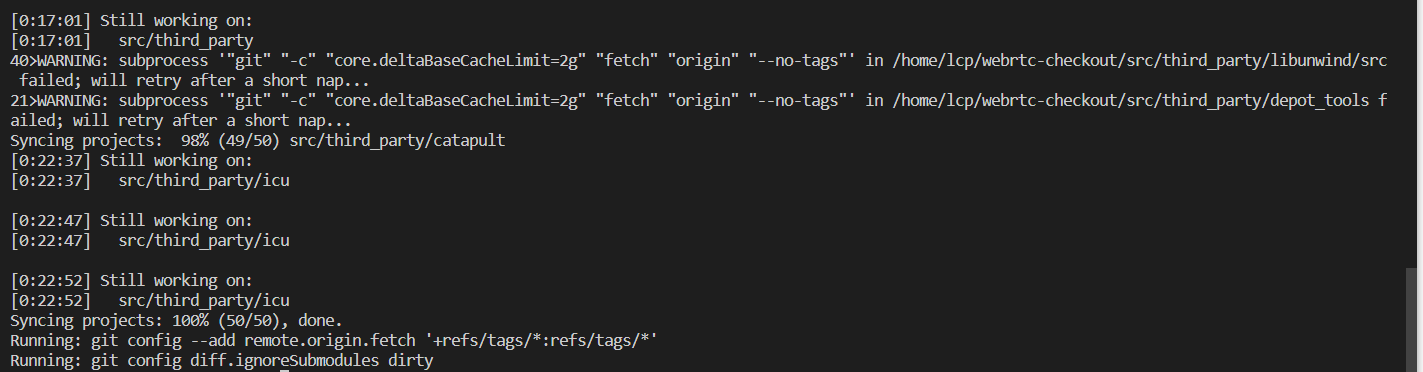 [0:17:01] Still working on:
[0:17:01]   src/third_party
40>WARNING: subprocess '"git" "-c" "core.deltaBaseCacheLimit=2g" "fetch" "origin" "--no-tags"' in /home/lcp/webrtc-checkout/src/third_party/libunwind/src
 failed; will retry after a short nap...
21>WARNING: subprocess '"git" "-c" "core.deltaBaseCacheLimit=2g" "fetch" "origin" "--no-tags"' in /home/lcp/webrtc-checkout/src/third_party/depot_tools f
ailed; will retry after a short nap...
Syncing projects:  98% (49/50) src/third_party/catapult
[0:22:37] Still working on:
[0:22:37]   src/third_party/icu
[0:22:47] Still working on:
[0:22:47]   src/third_party/icu
[0:22:52] Still working on:
[0:22:52]   src/third_party/icu
Syncing projects: 100% (50/50), done.
Running: git config --add remote.origin.fetch '+refs/tags/*:refs/tags/*'
Running: git config diff.ignoreSubmodules dirty